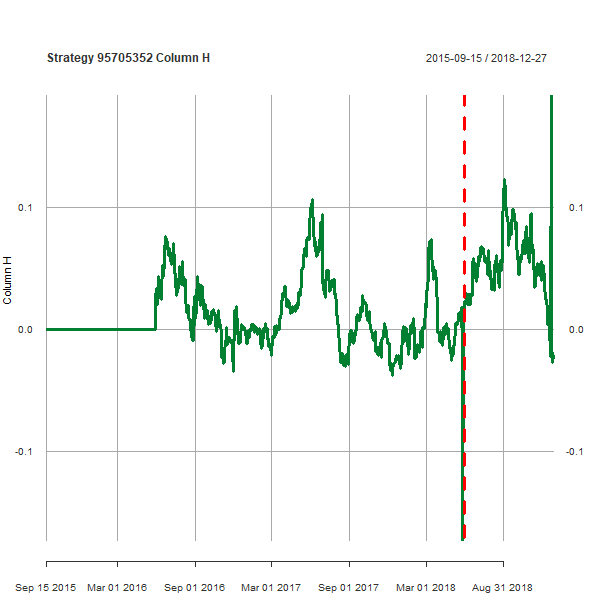 Strategy 95705352 Column H
2015-09-15 / 2018-12-27
Column H
0.1
0.1
0.0
0.0
-0.1
-0.1
Sep 15 2015
Mar 01 2016
Sep 01 2016
Mar 01 2017
Sep 01 2017
Mar 01 2018
Aug 31 2018